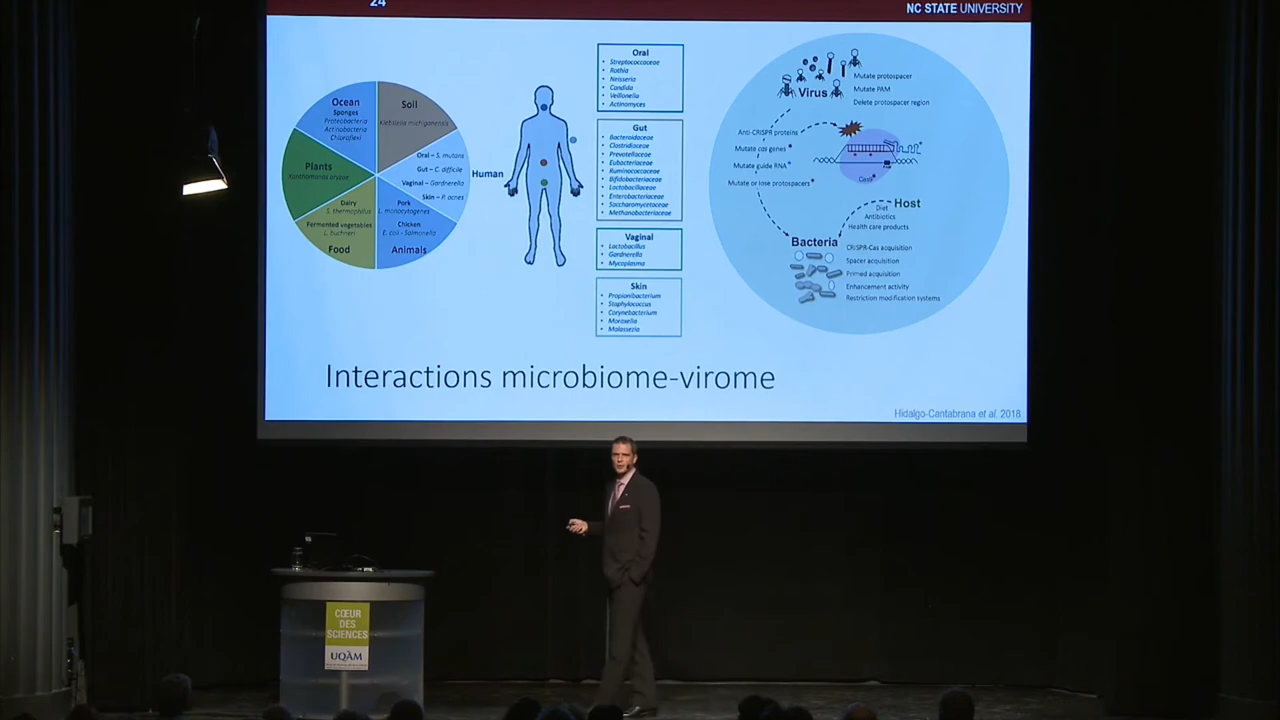 24
NC STATE UNIVERSITY
Ocean
Sponges
Proteobacteria
Actinobacteria
Chloroflexi
Soil
Klebsiella michiganensis
Plants
Xanthomonas oryzae
Oral – S. mutans
Gut – C. difficile
Vaginal – Gardnerella
Skin – P. acnes
Human
Dairy
S. thermophilus
Fermented vegetables
L. buchneri
Food
Pork
L. monocytogenes
Chicken
E. coli - Salmonella
Animals
Oral
• Streptococcaceae
• Rothia
• Neisseria
• Candida
• Veillonella
• Actinomyces
Gut
• Bacteroidaceae
• Clostridiaceae
• Prevotellaceae
• Eubacteriaceae
• Ruminococcaceae
• Bifidobacteriaceae
• Lactobacillaceae
• Enterobacteriaceae
• Saccharomycetaceae
• Methanobacteriaceae
Vaginal
• Lactobacillus
• Gardnerella
• Mycoplasma
Skin
• Propionibacterium
• Staphylococcus
• Corynebacterium
• Moraxella
• Malassezia
Virus
Mutate protospacer
Mutate PAM
Delete protospacer region
Anti-CRISPR proteins
Mutate cas genes
Mutate guide RNA
Mutate or lose protospacers
Cas9
Host
Diet
Antibiotics
Health care products
Bacteria
CRISPR-Cas acquisition
Spacer acquisition
Primed acquisition
Enhancement activity
Restriction modification systems
Interactions microbiome-virome
Hidalgo-Cantabrana et al. 2018
CŒUR
DES
SCIENCES
UQÀM